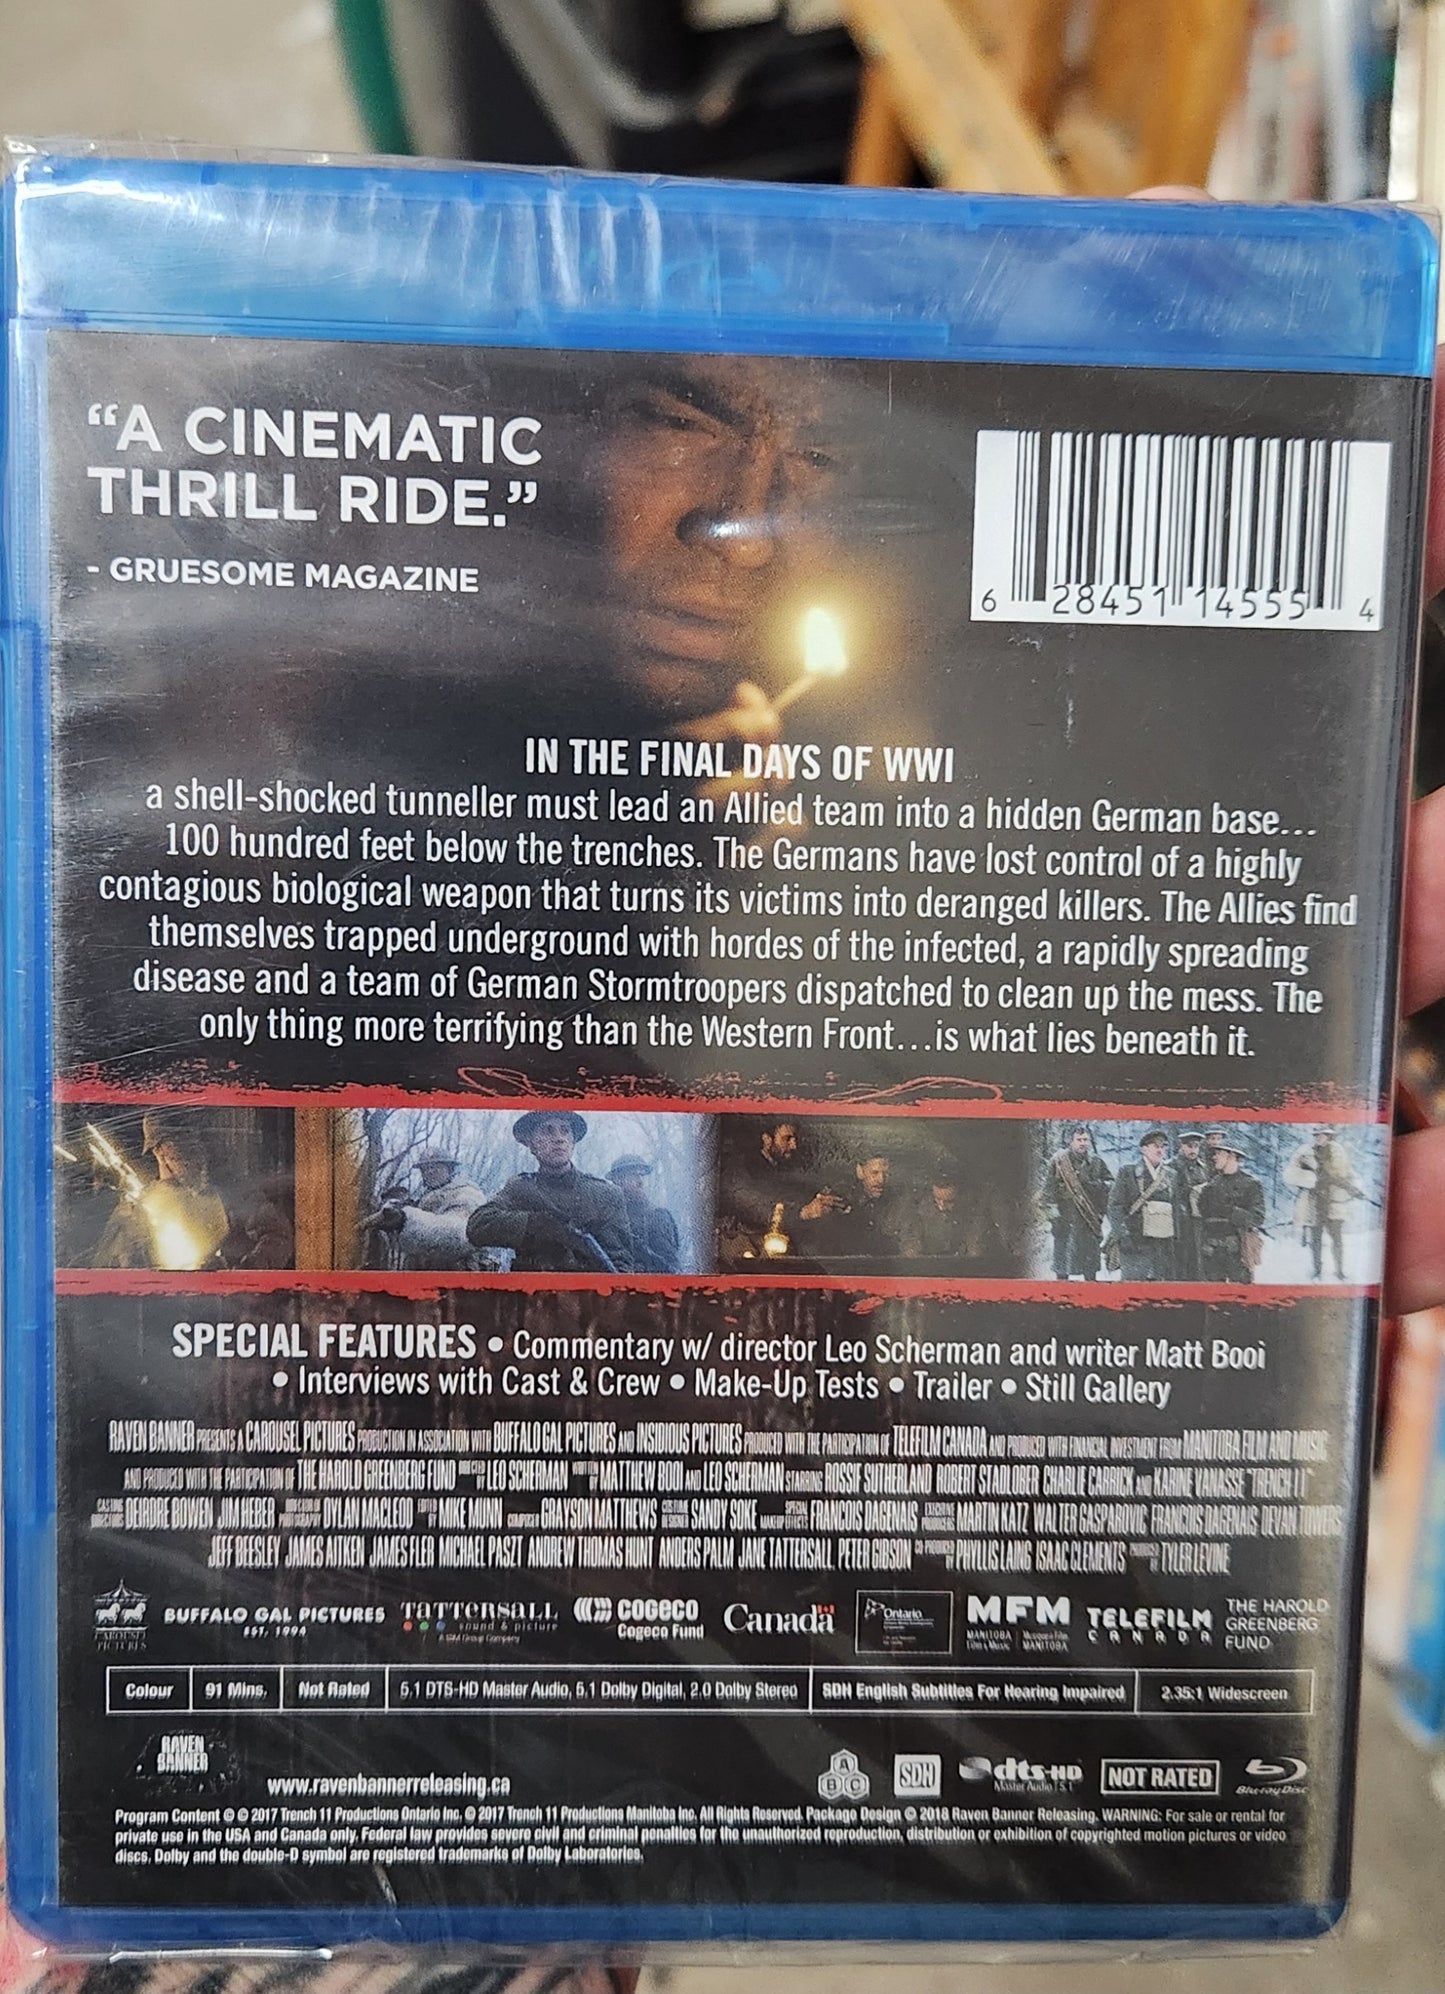 “A CINEMATIC
THRILL RIDE.”
- GRUESOME MAGAZINE
6 28451 14555 4
IN THE FINAL DAYS OF WWI
a shell-shocked tunneller must lead an Allied team into a hidden German base...
100 hundred feet below the trenches. The Germans have lost control of a highly
contagious biological weapon that turns its victims into deranged killers. The Allies find
themselves trapped underground with hordes of the infected, a rapidly spreading
disease and a team of German Stormtroopers dispatched to clean up the mess. The
only thing more terrifying than the Western Front...is what lies beneath it.
SPECIAL FEATURES • Commentary w/ director Leo Scherman and writer Matt Booi
• Interviews with Cast & Crew • Make-Up Tests • Trailer • Still Gallery
RAVEN BANNER PRESENTS A CAROUSEL PICTURES PRODUCTION IN ASSOCIATION WITH BUFFALO GAL PICTURES AND INSIDIOUS PICTURES PRODUCED WITH THE PARTICIPATION OF TELEFILM CANADA AND PRODUCED WITH FINANCIAL INVESTMENT FROM MANITOBA FILM AND MUSIC
AND PRODUCED WITH THE PARTICIPATION OF THE HAROLD GREENBERG FUND DIRECTED BY LEO SCHERMAN WRITTEN BY MATTHEW BOOI AND LEO SCHERMAN STARRING ROSSIF SUTHERLAND ROBERT STADLOBER CHARLIE CARRICK AND KARINE VANASSE "TRENCH 11"
CASTING DIRECTORS DEIRDRE BOWEN JIM HEBER DIRECTOR OF PHOTOGRAPHY DYLAN MACLEOD EDITED BY MIKE MUNN COMPOSER GRAYSON MATTHEWS COSTUME DESIGNER SANDY SOKE SPECIAL MAKEUP EFFECTS FRANCOIS DAGENAIS EXECUTIVE PRODUCERS MARTIN KATZ WALTER GASPAROVIC FRANCOIS DAGENAIS DEVAN TOWERS
JEFF BEESLEY JAMES AITKEN JAMES FLER MICHAEL PASZT ANDREW THOMAS HUNT ANDERS PALM JANE TATTERSALL PETER GIBSON CO-PRODUCED BY PHYLLIS LAING ISAAC CLEMENTS PRODUCED BY TYLER LEVINE
CAROUSEL
PICTURES
BUFFALO GAL PICTURES
EST. 1994
TATTERSALL
sound & picture
COGECO
Cogeco Fund
Canada
Ontario
MFM
MANITOBA
Film & Music
Musique & Film
MANITOBA
TELEFILM
CANADA
THE HAROLD
GREENBERG
FUND
Colour 91 Mins. Not Rated 5.1 DTS-HD Master Audio, 5.1 Dolby Digital, 2.0 Dolby Stereo SDH English Subtitles For Hearing Impaired 2.35:1 Widescreen
RAVEN
BANNER
www.ravenbannerreleasing.ca
A
B C
SDH
dts-HD
Master Audio | 5.1
NOT RATED
Blu-ray Disc
Program Content © © 2017 Trench 11 Productions Ontario Inc. © 2017 Trench 11 Productions Manitoba Inc. All Rights Reserved. Package Design © 2018 Raven Banner Releasing. WARNING: For sale or rental for
private use in the USA and Canada only. Federal law provides severe civil and criminal penalties for the unauthorized reproduction, distribution or exhibition of copyrighted motion pictures or video
discs. Dolby and the double-D symbol are registered trademarks of Dolby Laboratories.